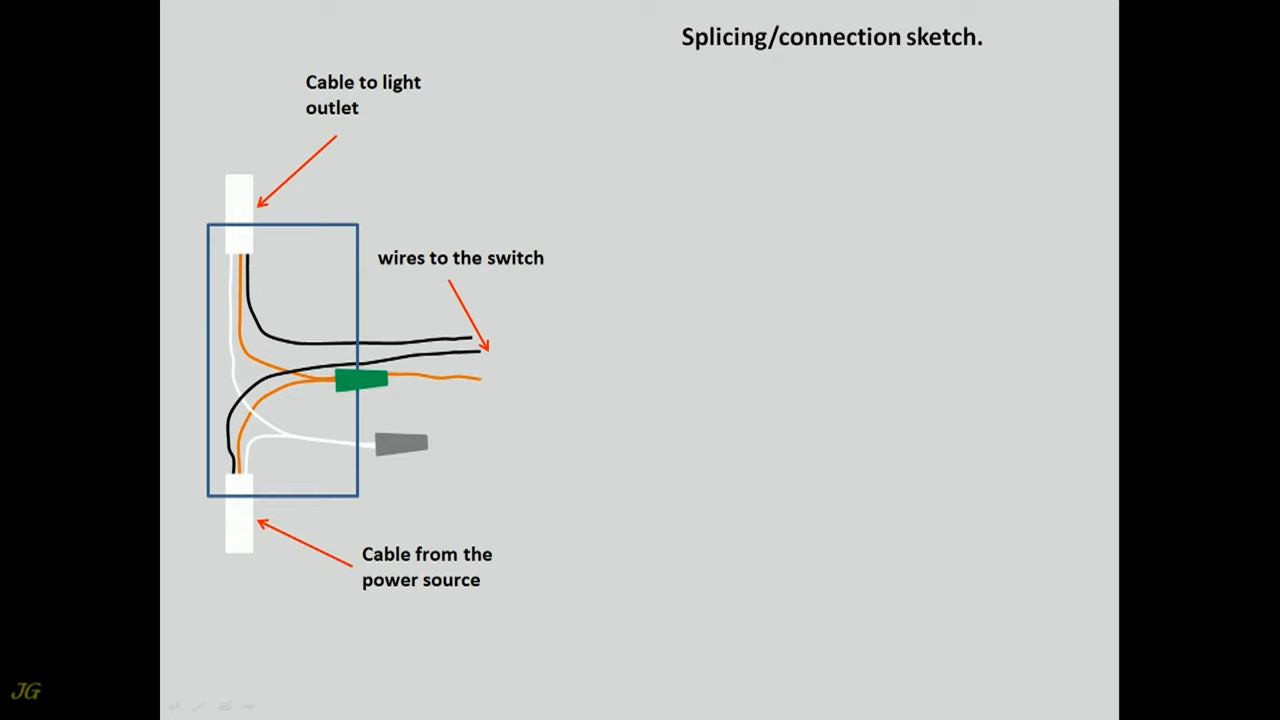 Splicing/connection sketch.
Cable to light
outlet
wires to the switch
Cable from the
power source
JG